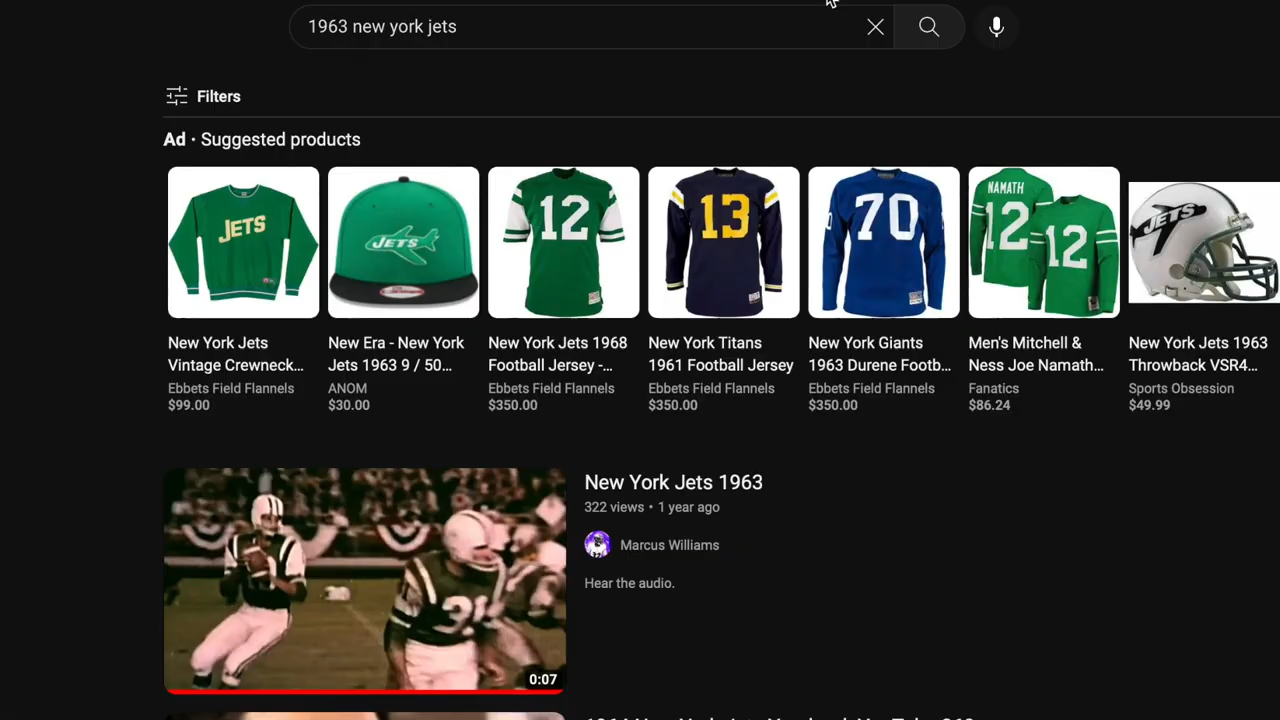 1963 new york jets
Filters
Ad · Suggested products
JETS
JETS
12
13
70
NAMATH
12
12
JETS
New York Jets
Vintage Crewneck...
Ebbets Field Flannels
$99.00
New Era - New York
Jets 1963 9 / 50...
ANOM
$30.00
New York Jets 1968
Football Jersey -...
Ebbets Field Flannels
$350.00
New York Titans
1961 Football Jersey
Ebbets Field Flannels
$350.00
New York Giants
1963 Durene Footb...
Ebbets Field Flannels
$350.00
Men's Mitchell &
Ness Joe Namath...
Fanatics
$86.24
New York Jets 1963
Throwback VSR4...
Sports Obsession
$49.99
New York Jets 1963
322 views • 1 year ago
Marcus Williams
Hear the audio.
0:07